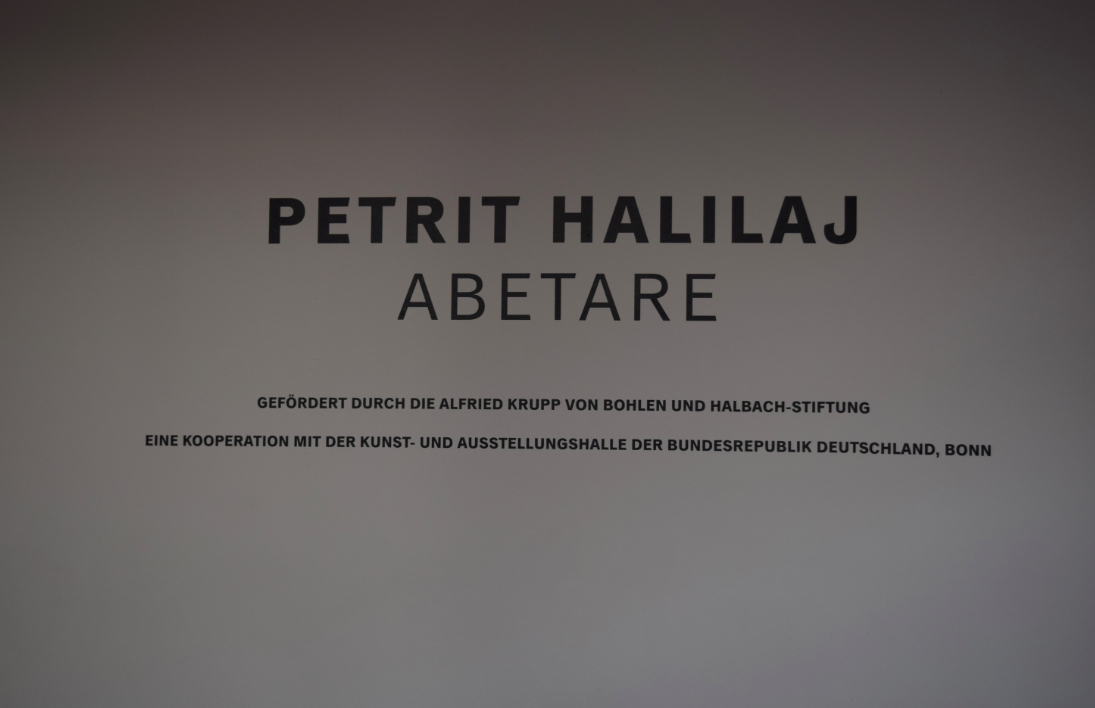 PETRIT HALILAJ
ABETARE
GEFÖRDERT DURCH DIE ALFRIED KRUPP VON BOHLEN UND HALBACH-STIFTUNG
EINE KOOPERATION MIT DER KUNST- UND AUSSTELLUNGSHALLE DER BUNDESREPUBLIK DEUTSCHLAND, BONN